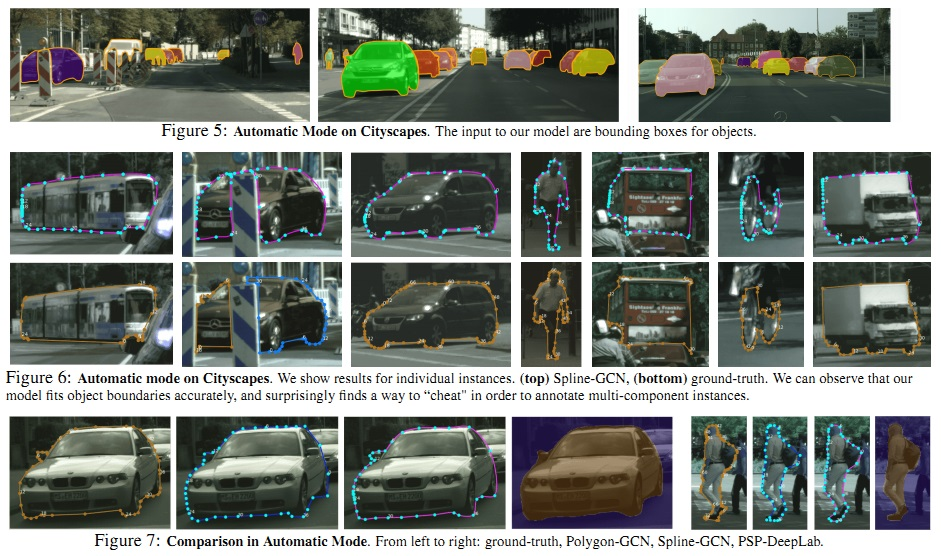 Figure 5: Automatic Mode on Cityscapes. The input to our model are bounding boxes for objects.
Figure 6: Automatic mode on Cityscapes. We show results for individual instances. (top) Spline-GCN, (bottom) ground-truth. We can observe that our
model fits object boundaries accurately, and surprisingly finds a way to “cheat" in order to annotate multi-component instances.
Figure 7: Comparison in Automatic Mode. From left to right: ground-truth, Polygon-GCN, Spline-GCN, PSP-DeepLab.